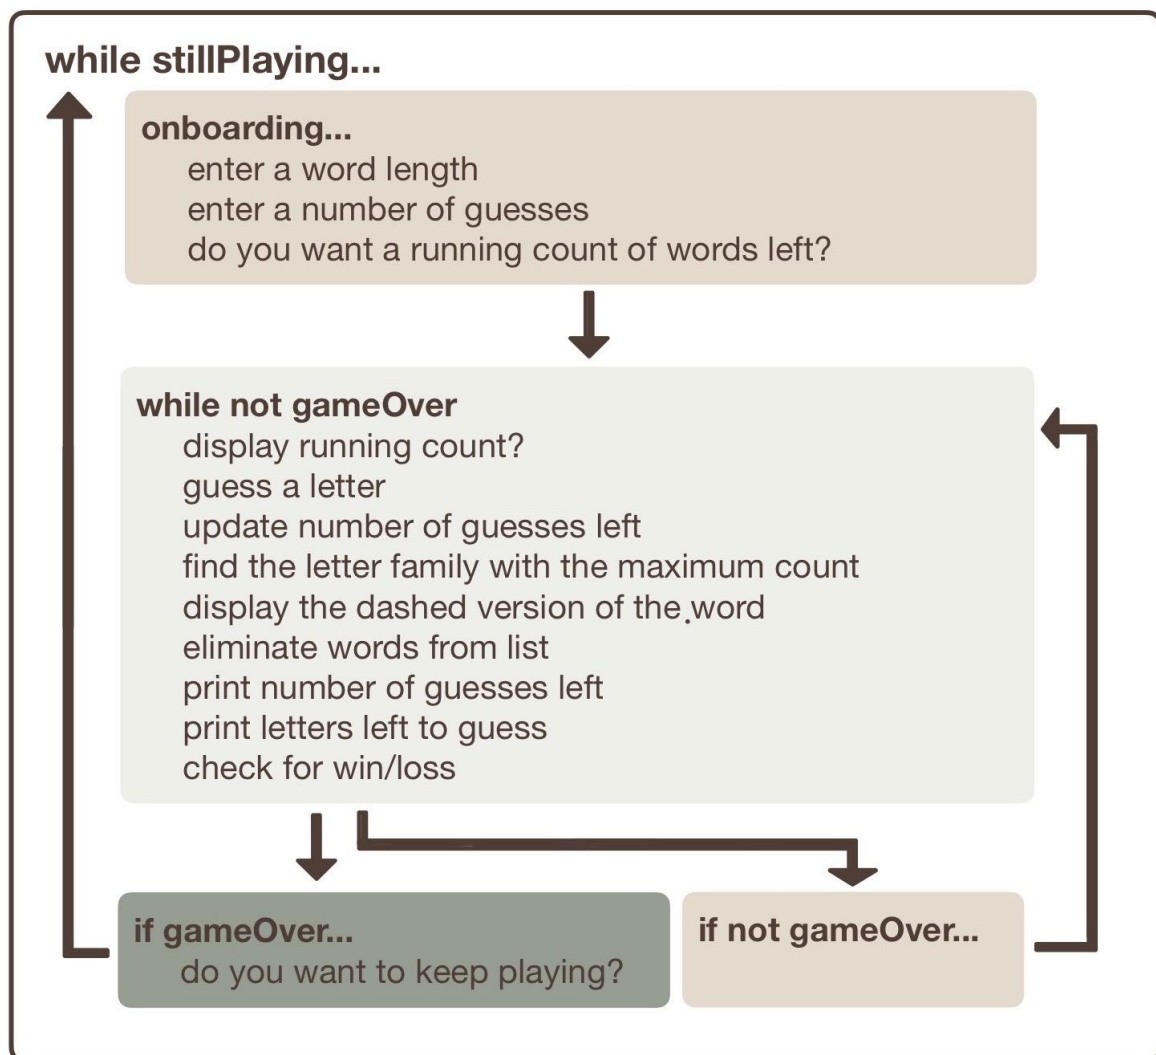 while stillPlaying...
onboarding...
enter a word length
enter a number of guesses
do you want a running count of words left?
while not gameOver
display running count?
guess a letter
update number of guesses left
find the letter family with the maximum count
display the dashed version of the.word
eliminate words from list
print number of guesses left
print letters left to guess
check for win/loss
if gameOver...
do you want to keep playing?
if not gameOver...